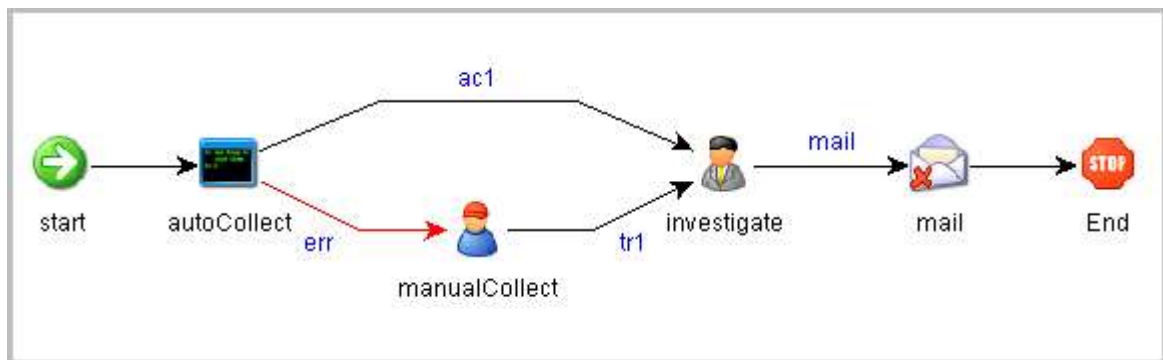 ac1
mail
STOP
start
autoCollect
err
manualCollect
tr1
investigate
mail
End